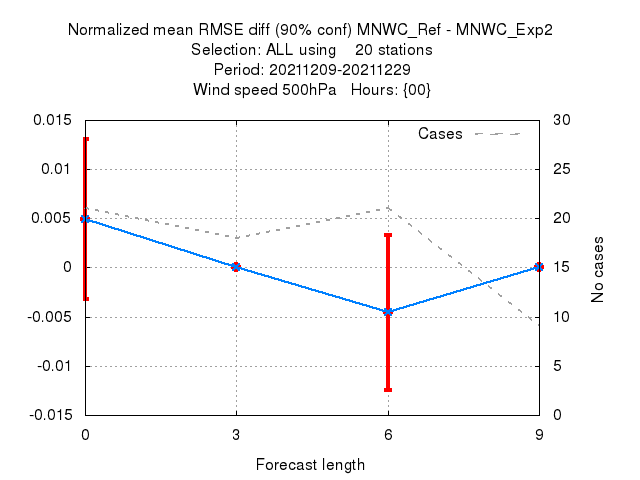 Normalized mean RMSE diff (90% conf) MNWC_Ref - MNWC_Exp2
Selection: ALL using    20 stations
Period: 20211209-20211229
Wind speed 500hPa   Hours: {00}
Cases
0.015
0.01
0.005
0
-0.005
-0.01
-0.015
30
25
20
15
10
5
0
No cases
0 3 6 9
Forecast length